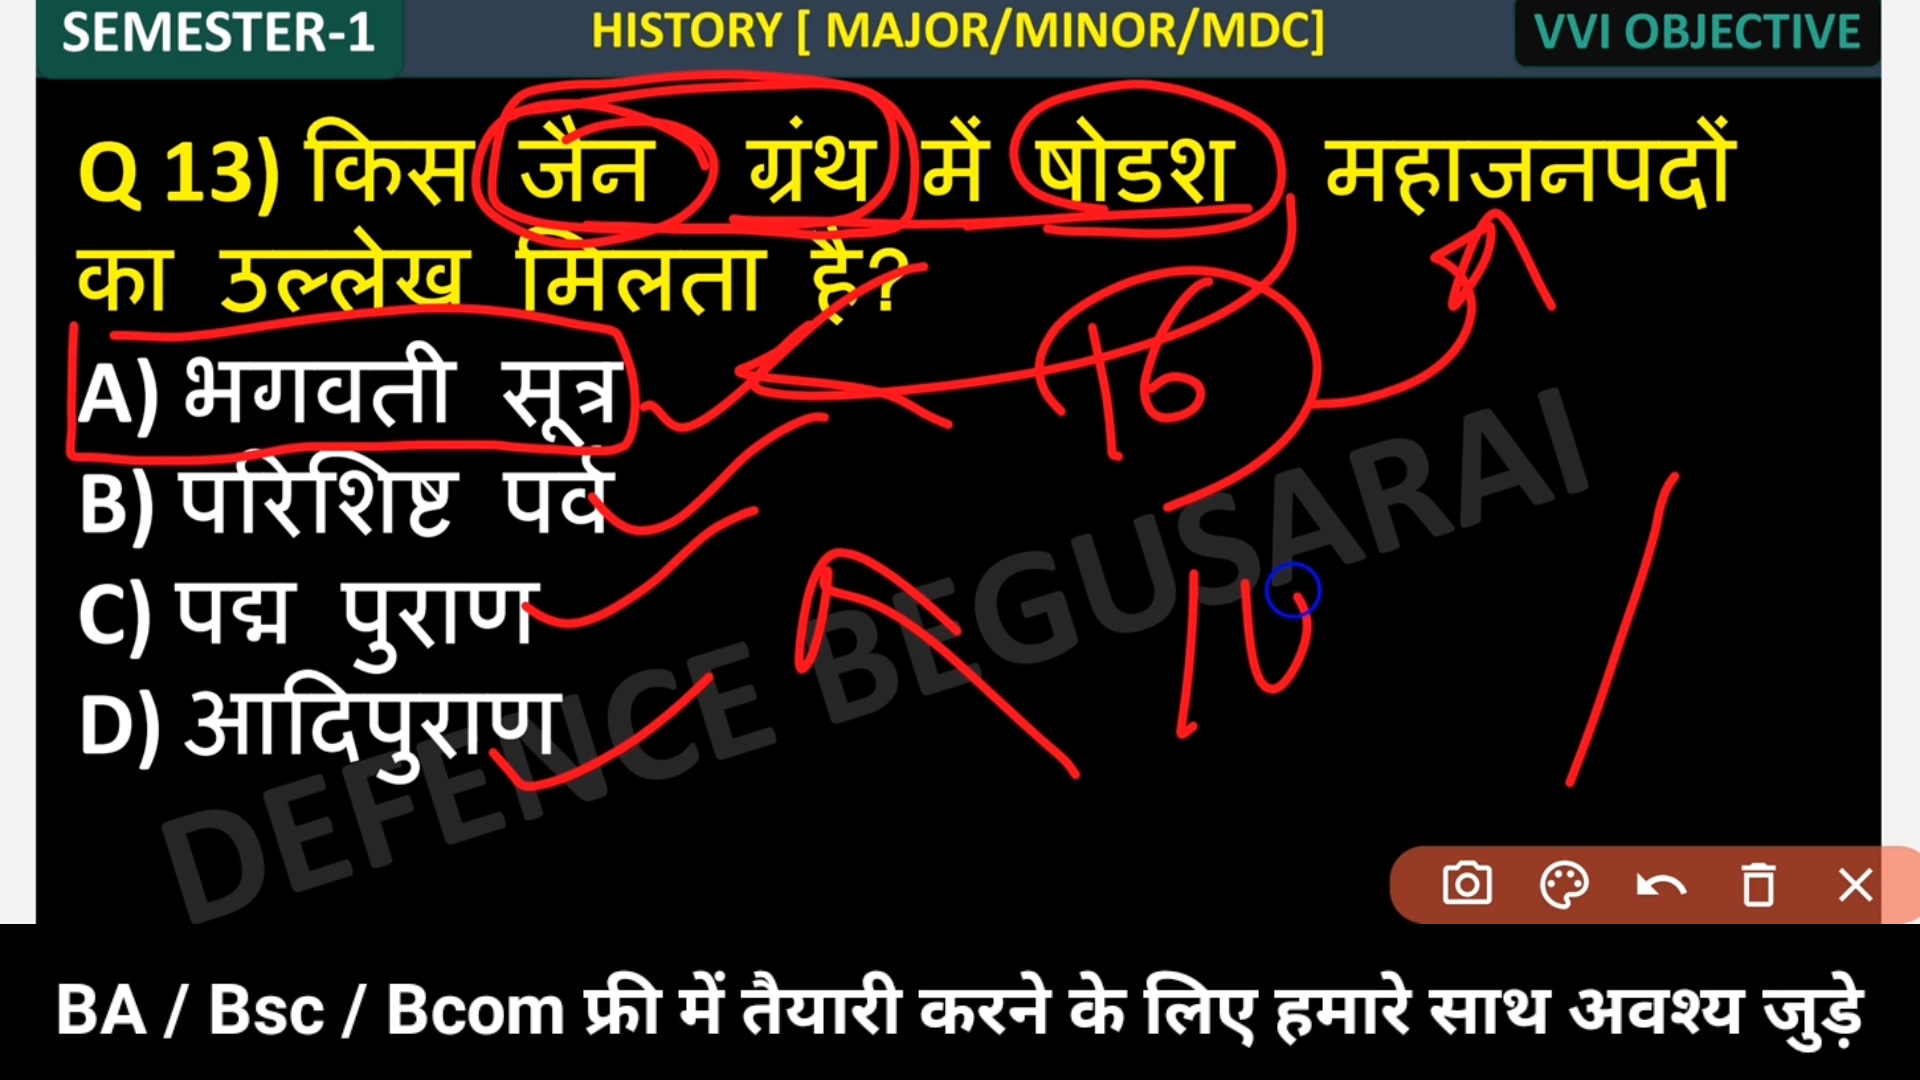 SEMESTER-1 HISTORY [ MAJOR/MINOR/MDC] VVI OBJECTIVE
Q 13) किस जैन ग्रंथ में षोडश महाजनपदों
का उल्लेख मिलता है?
A) भगवती सूत्र
16
B) परिशिष्ट पर्व
C) पद्म पुराण
D) आदिपुराण
DEFENCE BEGUSARAI
BA / Bsc / Bcom फ्री में तैयारी करने के लिए हमारे साथ अवश्य जुड़े